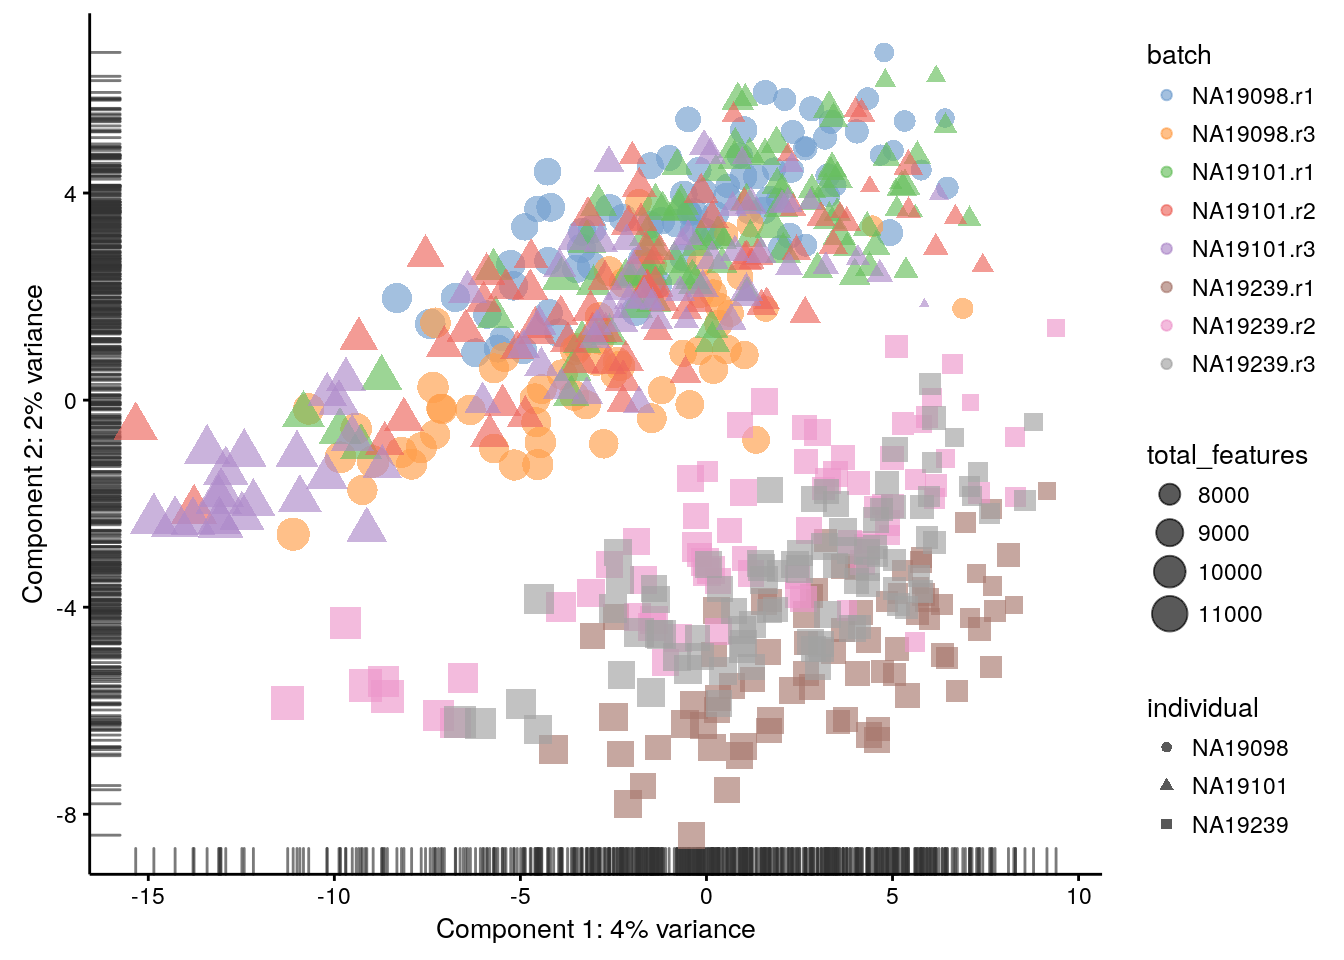 batch
NA19098.r1
NA19098.r3
NA19101.r1
NA19101.r2
NA19101.r3
NA19239.r1
NA19239.r2
NA19239.r3
total_features
8000
9000
10000
11000
individual
NA19098
NA19101
NA19239
Component 2: 2% variance
4
0
-4
-8
-15
-10
-5
0
5
10
Component 1: 4% variance